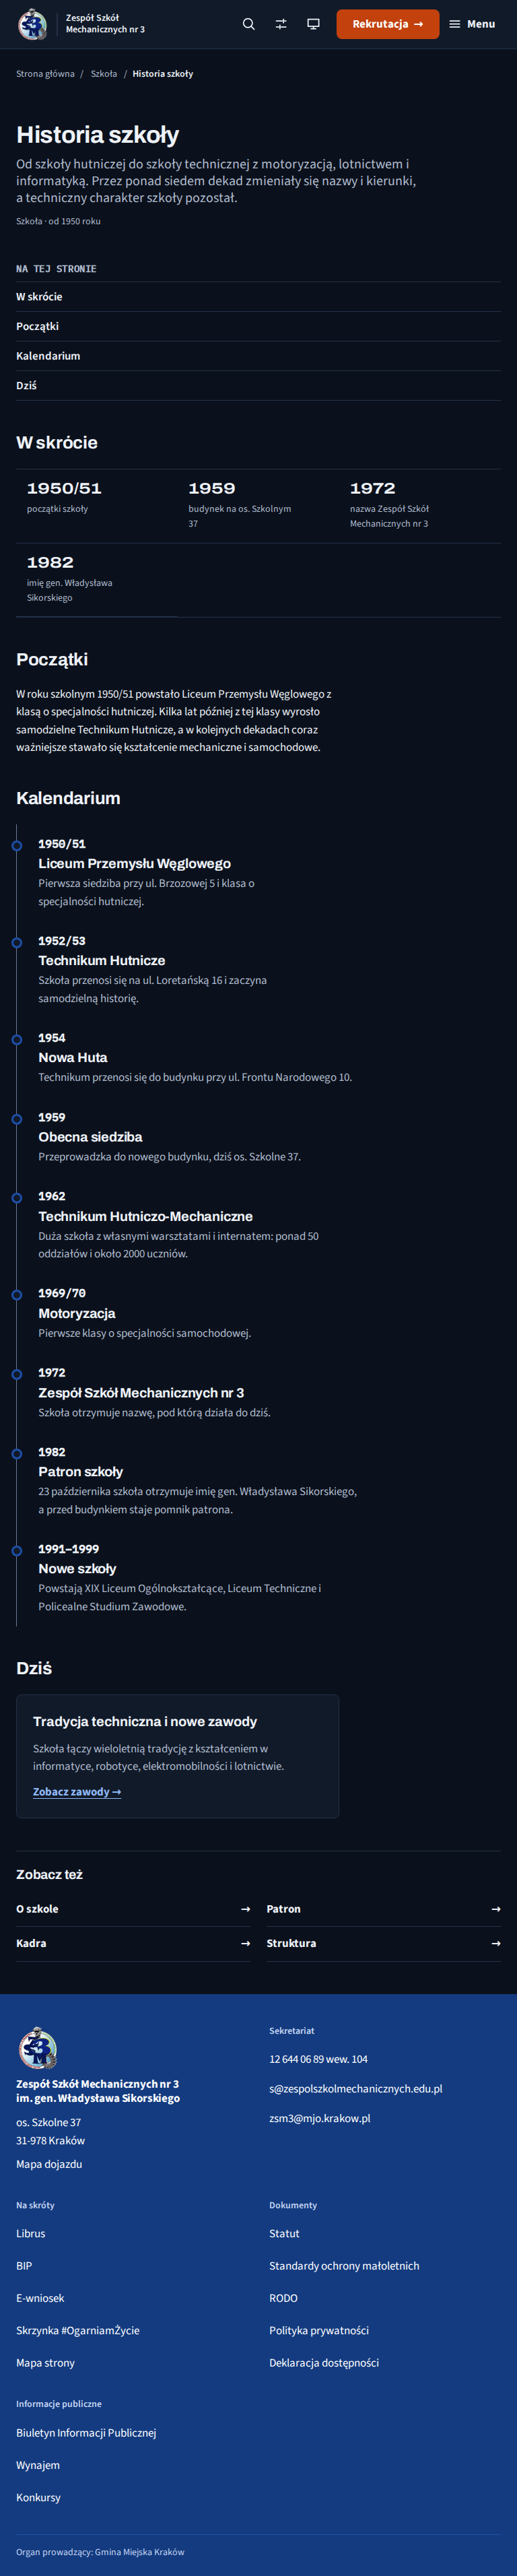 Zespół Szkół
Mechanicznych nr 3
Rekrutacja →
Menu
Strona główna / Szkoła / Historia szkoły
Historia szkoły
Od szkoły hutniczej do szkoły technicznej z motoryzacją, lotnictwem i
informatyką. Przez ponad siedem dekad zmieniały się nazwy i kierunki,
a techniczny charakter szkoły pozostał.
Szkoła · od 1950 roku
NA TEJ STRONIE
W skrócie
Początki
Kalendarium
Dziś
W skrócie
1950/51
początki szkoły
1959
budynek na os. Szkolnym
37
1972
nazwa Zespół Szkół
Mechanicznych nr 3
1982
imię gen. Władysława
Sikorskiego
Początki
W roku szkolnym 1950/51 powstało Liceum Przemysłu Węglowego z
klasą o specjalności hutniczej. Kilka lat później z tej klasy wyrosło
samodzielne Technikum Hutnicze, a w kolejnych dekadach coraz
ważniejsze stawało się kształcenie mechaniczne i samochodowe.
Kalendarium
1950/51
Liceum Przemysłu Węglowego
Pierwsza siedziba przy ul. Brzozowej 5 i klasa o
specjalności hutniczej.
1952/53
Technikum Hutnicze
Szkoła przenosi się na ul. Loretańską 16 i zaczyna
samodzielną historię.
1954
Nowa Huta
Technikum przenosi się do budynku przy ul. Frontu Narodowego 10.
1959
Obecna siedziba
Przeprowadzka do nowego budynku, dziś os. Szkolne 37.
1962
Technikum Hutniczo-Mechaniczne
Duża szkoła z własnymi warsztatami i internatem: ponad 50
oddziałów i około 2000 uczniów.
1969/70
Motoryzacja
Pierwsze klasy o specjalności samochodowej.
1972
Zespół Szkół Mechanicznych nr 3
Szkoła otrzymuje nazwę, pod którą działa do dziś.
1982
Patron szkoły
23 października szkoła otrzymuje imię gen. Władysława Sikorskiego,
a przed budynkiem staje pomnik patrona.
1991–1999
Nowe szkoły
Powstają XIX Liceum Ogólnokształcące, Liceum Techniczne i
Policealne Studium Zawodowe.
Dziś
Tradycja techniczna i nowe zawody
Szkoła łączy wieloletnią tradycję z kształceniem w
informatyce, robotyce, elektromobilności i lotnictwie.
Zobacz zawody →
Zobacz też
O szkole →
Patron →
Kadra →
Struktura →
Zespół Szkół Mechanicznych nr 3
im. gen. Władysława Sikorskiego
os. Szkolne 37
31-978 Kraków
Mapa dojazdu
Sekretariat
12 644 06 89 wew. 104
s@zespolszkolmechanicznych.edu.pl
zsm3@mjo.krakow.pl
Na skróty
Librus
BIP
E-wniosek
Skrzynka #OgarniamŻycie
Mapa strony
Dokumenty
Statut
Standardy ochrony małoletnich
RODO
Polityka prywatności
Deklaracja dostępności
Informacje publiczne
Biuletyn Informacji Publicznej
Wynajem
Konkursy
Organ prowadzący: Gmina Miejska Kraków